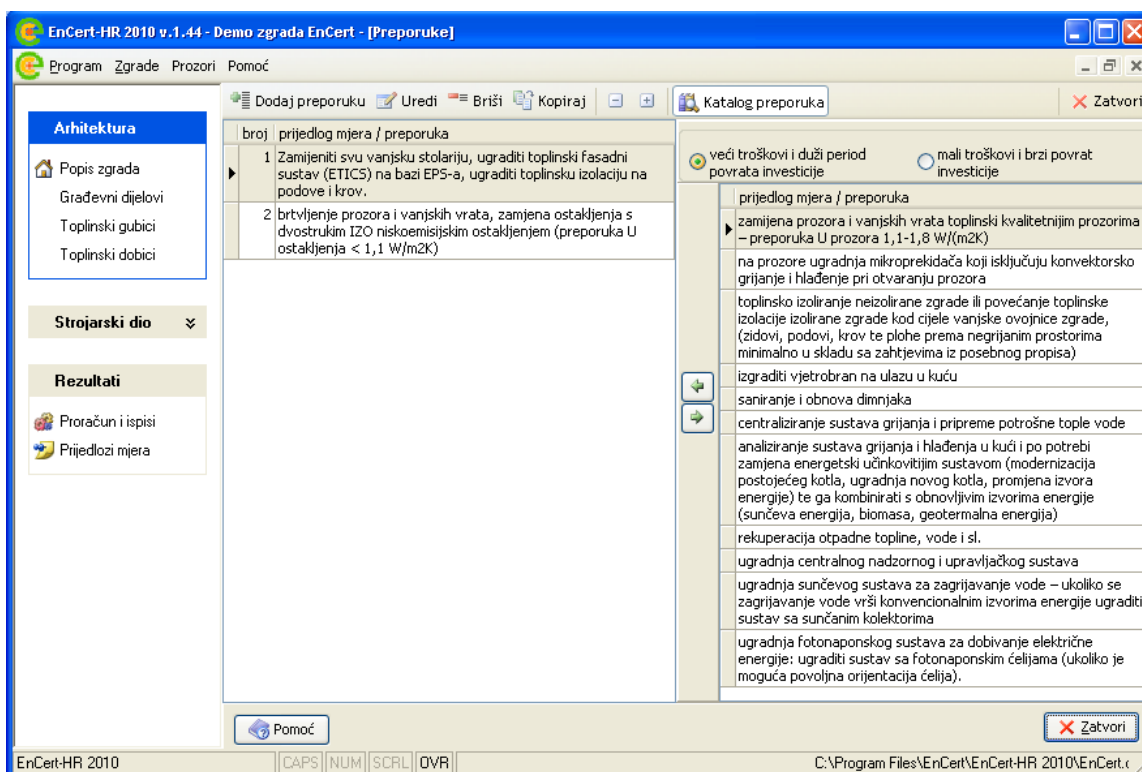 EnCert-HR 2010 v.1.44 - Demo zgrada EnCert - [Preporuke]
Program Zgrade Prozori Pomoć
Dodaj preporuku Uredi Briši Kopiraj Katalog preporuka Zatvori
Arhitektura
Popis zgrada
Građevni dijelovi
Toplinski gubici
Toplinski dobici
Strojarski dio
Rezultati
Proračun i ispisi
Prijedlozi mjera
broj prijedlog mjera / preporuka
1 Zamijeniti svu vanjsku stolariju, ugraditi toplinski fasadni
sustav (ETICS) na bazi EPS-a, ugraditi toplinsku izolaciju na
podove i krov.
2 brtvljenje prozora i vanjskih vrata, zamjena ostakljenja s
dvostrukim IZO niskoemisijskim ostakljenjem (preporuka U
ostakljenja < 1,1 W/m2K)
veći troškovi i duži period
povrata investicije
mali troškovi i brzi povrat
investicije
prijedlog mjera / preporuka
zamijena prozora i vanjskih vrata toplinski kvalitetnijim prozorima
– preporuka U prozora 1,1-1,8 W/(m2K)
na prozore ugradnja mikroprekidača koji isključuju konvektorsko
grijanje i hlađenje pri otvaranju prozora
toplinsko izoliranje neizolirane zgrade ili povećanje toplinske
izolacije izolirane zgrade kod cijele vanjske ovojnice zgrade,
(zidovi, podovi, krov te plohe prema negrijanim prostorima
minimalno u skladu sa zahtjevima iz posebnog propisa)
izgraditi vjetrobran na ulazu u kuću
saniranje i obnova dimnjaka
centraliziranje sustava grijanja i pripreme potrošne tople vode
analiziranje sustava grijanja i hlađenja u kući i po potrebi
zamjena energetski učinkovitijim sustavom (modernizacija
postojećeg kotla, ugradnja novog kotla, promjena izvora
energije) te ga kombinirati s obnovljivim izvorima energije
(sunčeva energija, biomasa, geotermalna energija)
rekuperacija otpadne topline, vode i sl.
ugradnja centralnog nadzornog i upravljačkog sustava
ugradnja sunčevog sustava za zagrijavanje vode – ukoliko se
zagrijavanje vode vrši konvencionalnim izvorima energije ugraditi
sustav sa sunčanim kolektorima
ugradnja fotonaponskog sustava za dobivanje električne
energije: ugraditi sustav sa fotonaponskim ćelijama (ukoliko je
moguća povoljna orijentacija ćelija).
Pomoć Zatvori
EnCert-HR 2010 CAPS NUM SCRL OVR C:\Program Files\EnCert\EnCert-HR 2010\EnCert.